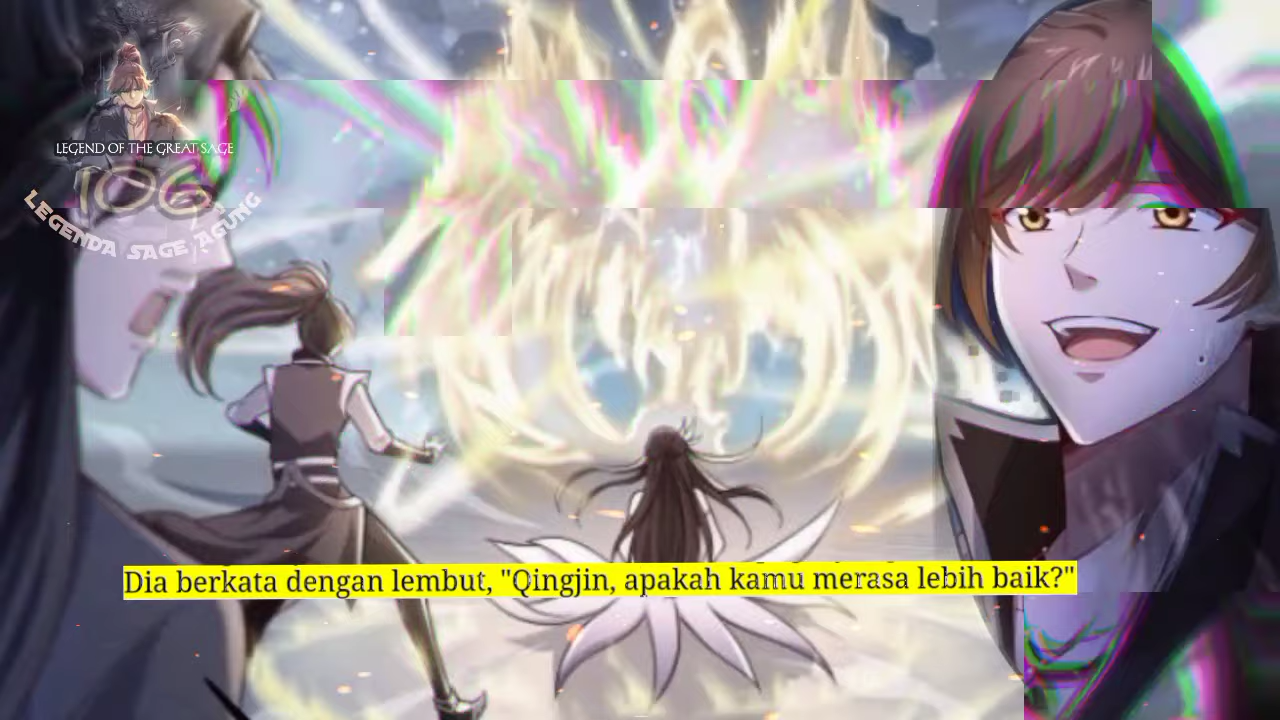 LEGEND OF THE GREAT SAGE
106
LEGENDA SAGE AGUNG
Dia berkata dengan lembut, "Qingjin, apakah kamu merasa lebih baik?"